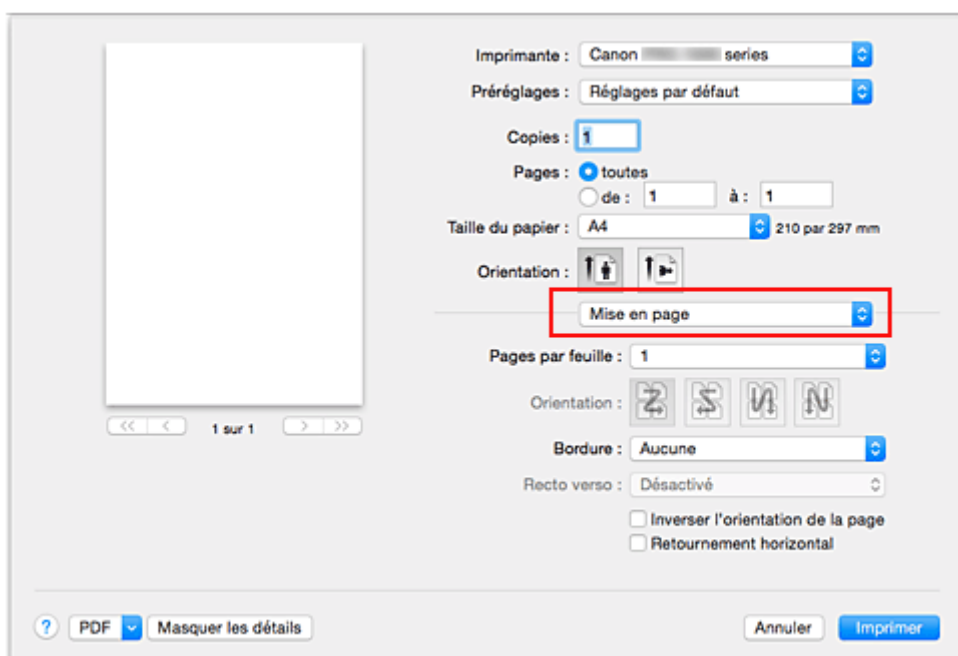 Imprimante : Canon series
Préréglages : Réglages par défaut
Copies : 1
Pages : toutes
de : 1 à : 1
Taille du papier : A4 210 par 297 mm
Orientation :
Mise en page
Pages par feuille : 1
Orientation :
Bordure : Aucune
Recto verso : Désactivé
Inverser l'orientation de la page
Retournement horizontal
<< < 1 sur 1 > >>
? PDF Masquer les détails Annuler Imprimer